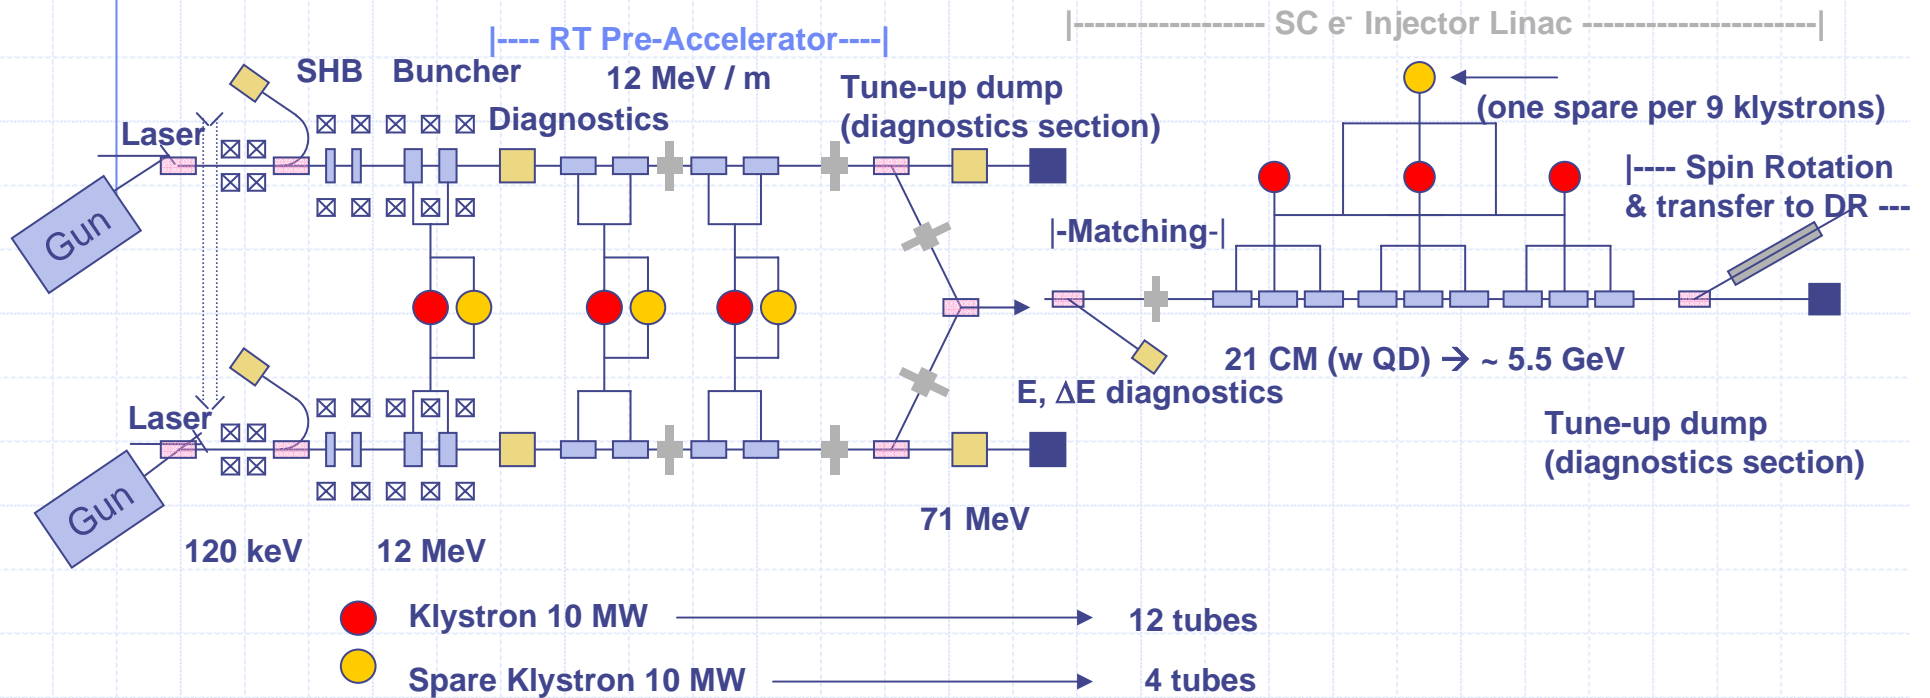 |---- RT Pre-Accelerator----|
|----------------- SC e- Injector Linac ---------------------|
SHB Buncher
12 MeV / m
Tune-up dump
(diagnostics section)
(one spare per 9 klystrons)
Laser
Diagnostics
|---- Spin Rotation
& transfer to DR ---
Gun
|-Matching-|
21 CM (w QD) → ~ 5.5 GeV
E, ΔE diagnostics
Laser
Tune-up dump
(diagnostics section)
Gun
71 MeV
120 keV
12 MeV
Klystron 10 MW
12 tubes
Spare Klystron 10 MW
4 tubes